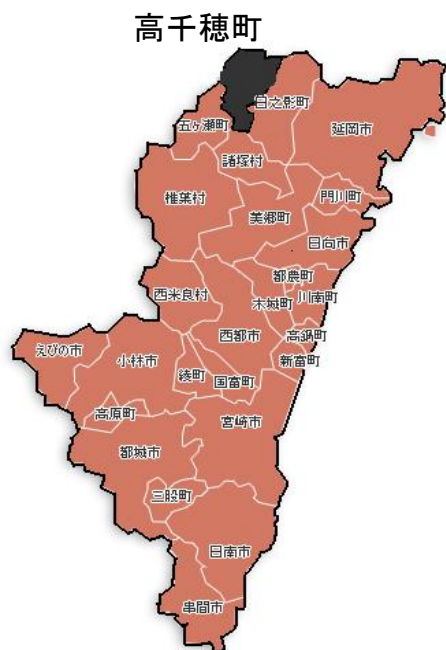 高千穂町
日之影町
延岡市
五ヶ瀬町
諸塚村
椎葉村
門川町
美郷町
日向市
都農町
西米良村
木城町
川南町
西都市
高鍋町
えびの市
小林市
新富町
綾町
国富町
高原町
宮崎市
都城市
三股町
日南市
串間市